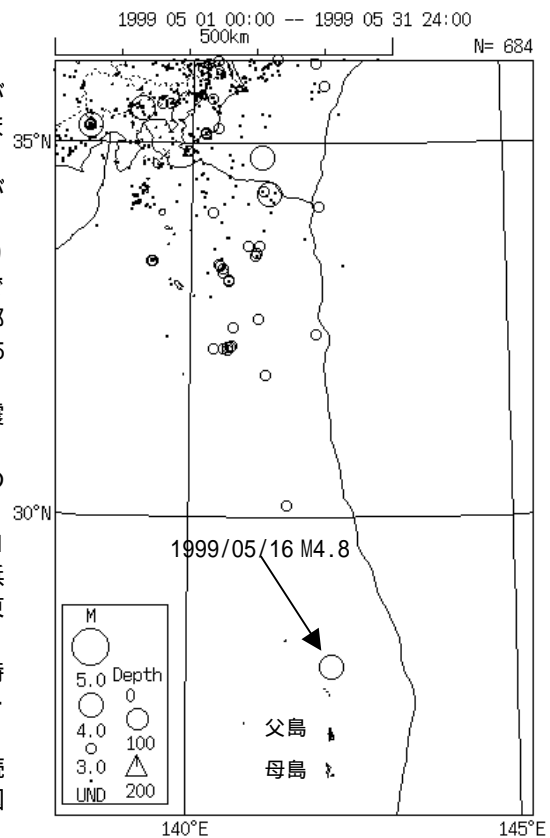 1999 05 01 00:00 -- 1999 05 31 24:00
500km
N= 684
35°N
30°N
1999/05/16 M4.8
M
5.0 Depth
0
4.0
100
3.0
UND 200
父島
母島
140°E
145°E